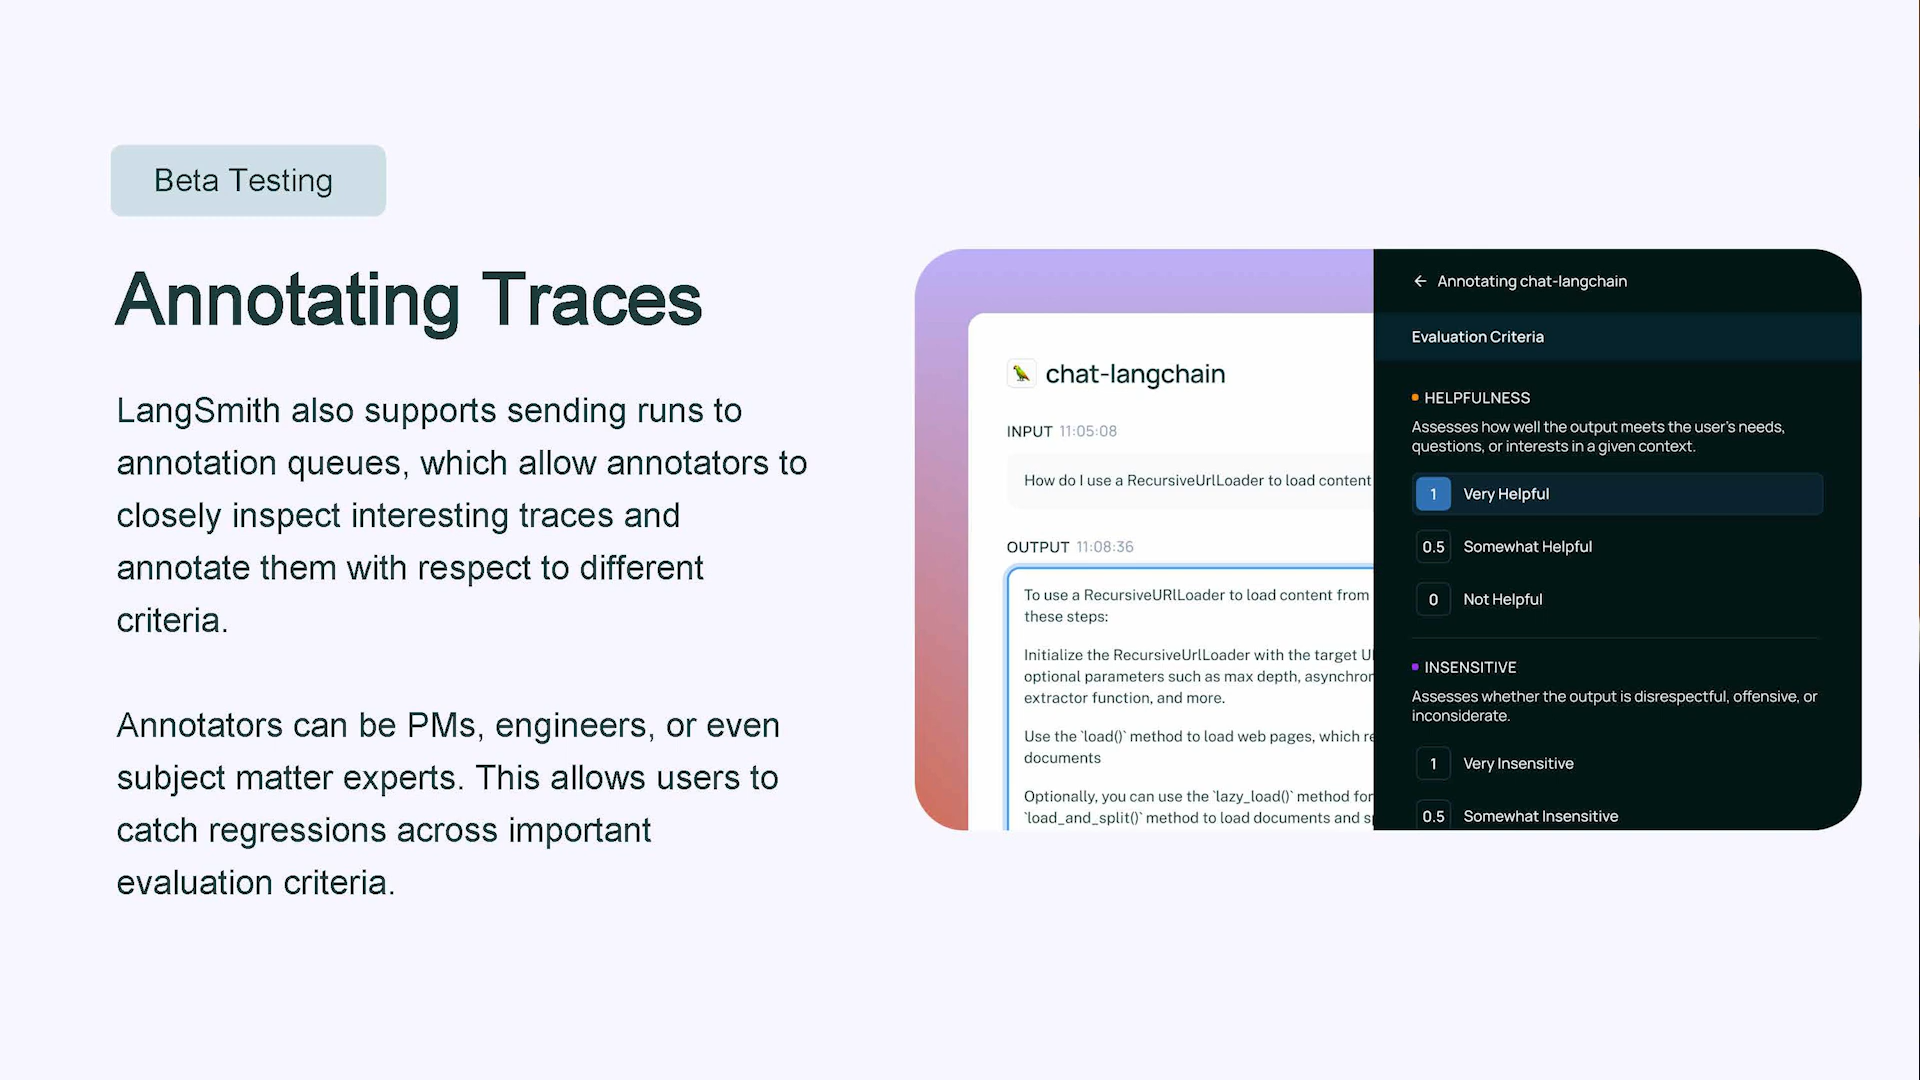 Beta Testing
Annotating Traces
LangSmith also supports sending runs to
annotation queues, which allow annotators to
closely inspect interesting traces and
annotate them with respect to different
criteria.
Annotators can be PMs, engineers, or even
subject matter experts. This allows users to
catch regressions across important
evaluation criteria.
chat-langchain
INPUT 11:05:08
How do I use a RecursiveUrlLoader to load content
OUTPUT 11:08:36
To use a RecursiveURlLoader to load content from
these steps:
Initialize the RecursiveUrlLoader with the target
optional parameters such as max depth,
extractor function, and more.
Use the `load()` method to load web pages, which
documents
Optionally, you can use the `lazy_load()` method for
`load_and_split()` method to load documents and
← Annotating chat-langchain
Evaluation Criteria
HELPFULNESS
Assesses how well the output meets the user's needs,
questions, or interests in a given context.
1 Very Helpful
0.5 Somewhat Helpful
0 Not Helpful
INSENSITIVE
Assesses whether the output is disrespectful, offensive, or
inconsiderate.
1 Very Insensitive
0.5 Somewhat Insensitive